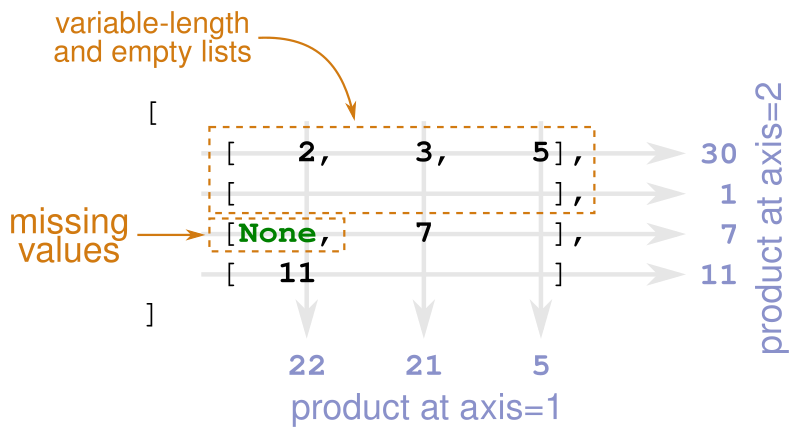 variable-length
and empty lists
[
[ 2, 3, 5], 30
[ ], 1
missing
values
[None, 7 ], 7
[ 11 ] 11
]
22 21 5
product at axis=1
product at axis=2